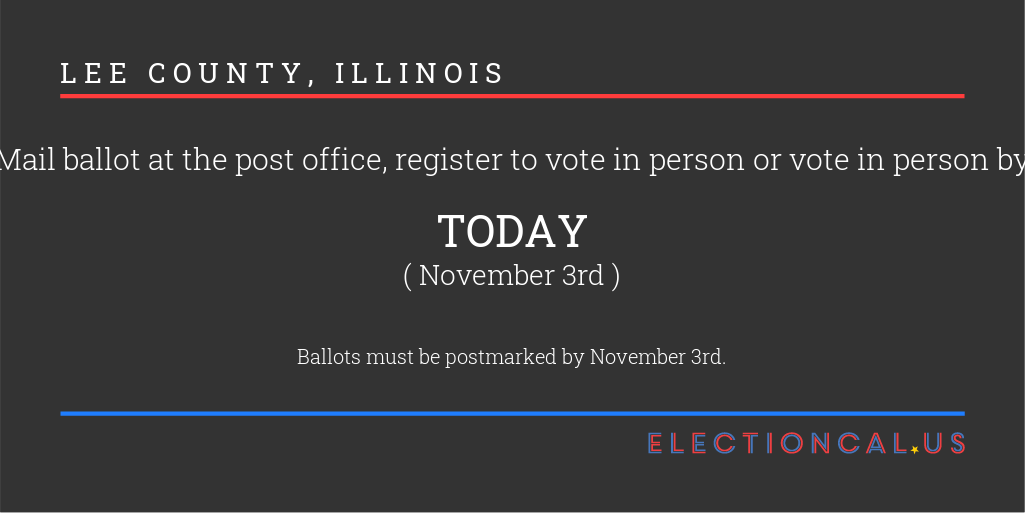 LEE COUNTY, ILLINOIS
Mail ballot at the post office, register to vote in person or vote in person by
TODAY
( November 3rd )
Ballots must be postmarked by November 3rd.
ELECTIONCAL.US